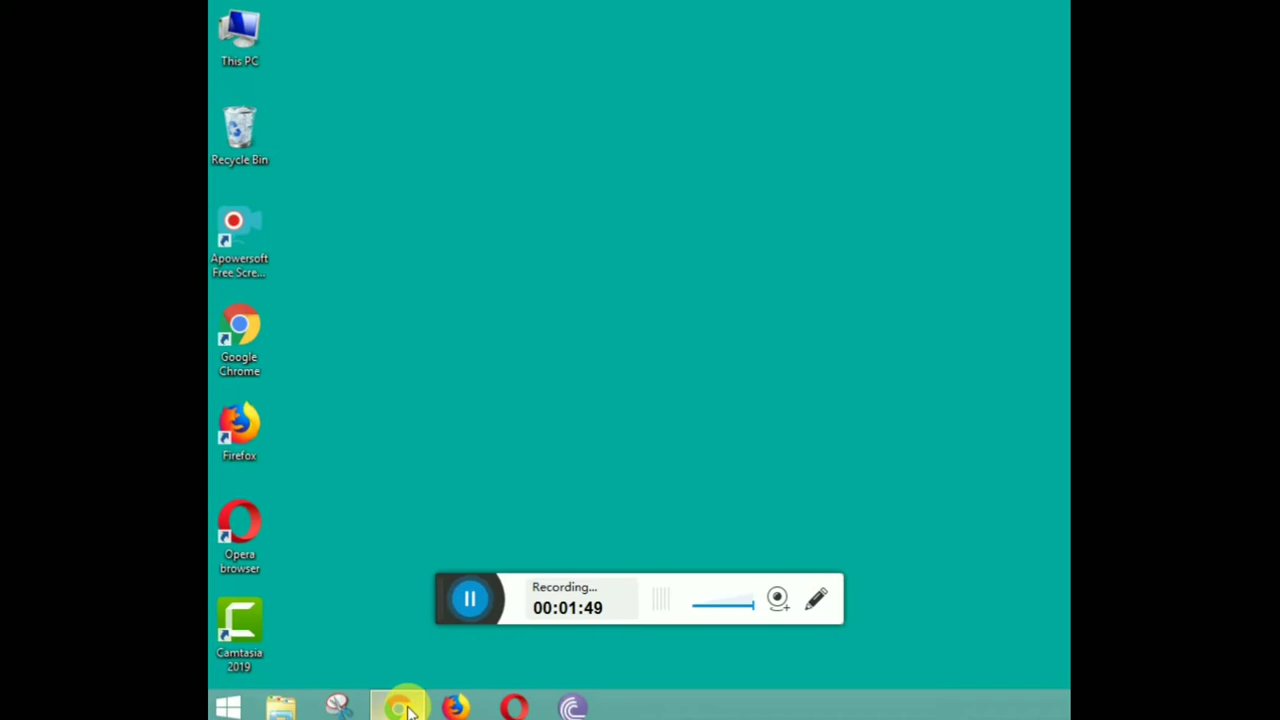 This PC
Recycle Bin
Apowersoft
Free Scre...
Google
Chrome
Firefox
Opera
browser
Camtasia
2019
Recording...
00:01:49